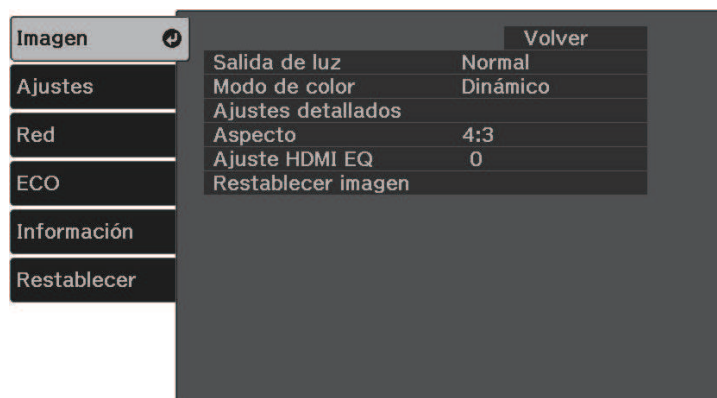 Imagen
Ajustes
Red
ECO
Información
Restablecer
Volver
Salida de luz Normal
Modo de color Dinámico
Ajustes detallados
Aspecto 4:3
Ajuste HDMI EQ 0
Restablecer imagen